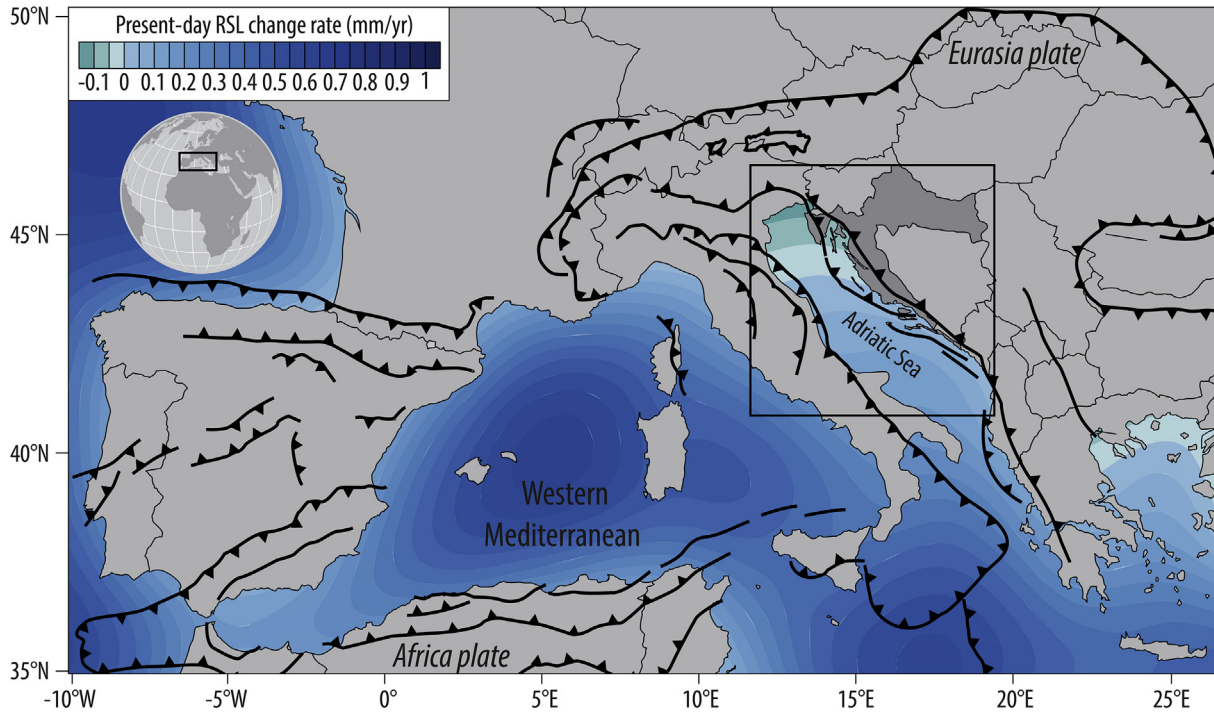 Present-day RSL change rate (mm/yr)
-0.1 0 0.1 0.2 0.3 0.4 0.5 0.6 0.7 0.8 0.9 1
50°N
45°N
40°N
35°N
Eurasia plate
Adriatic Sea
Western
Mediterranean
Africa plate
-10°W -5°W 0° 5°E 10°E 15°E 20°E 25°E